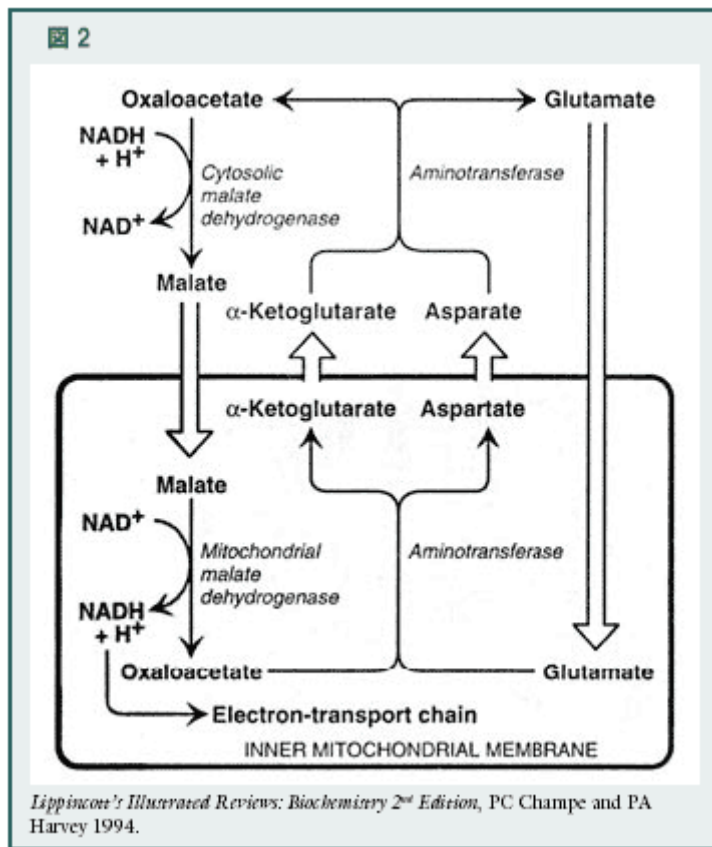 図 2
Oxaloacetate
Glutamate
NADH
+ H⁺
Cytosolic
malate
dehydrogenase
Aminotransferase
NAD⁺
Malate
α-Ketoglutarate
Asparate
α-Ketoglutarate
Aspartate
Malate
NAD⁺
Mitochondrial
malate
dehydrogenase
Aminotransferase
NADH
+ H⁺
Oxaloacetate
Glutamate
Electron-transport chain
INNER MITOCHONDRIAL MEMBRANE
Lippincott's Illustrated Reviews: Biochemistry 2nd Edition, PC Champe and PA
Harvey 1994.